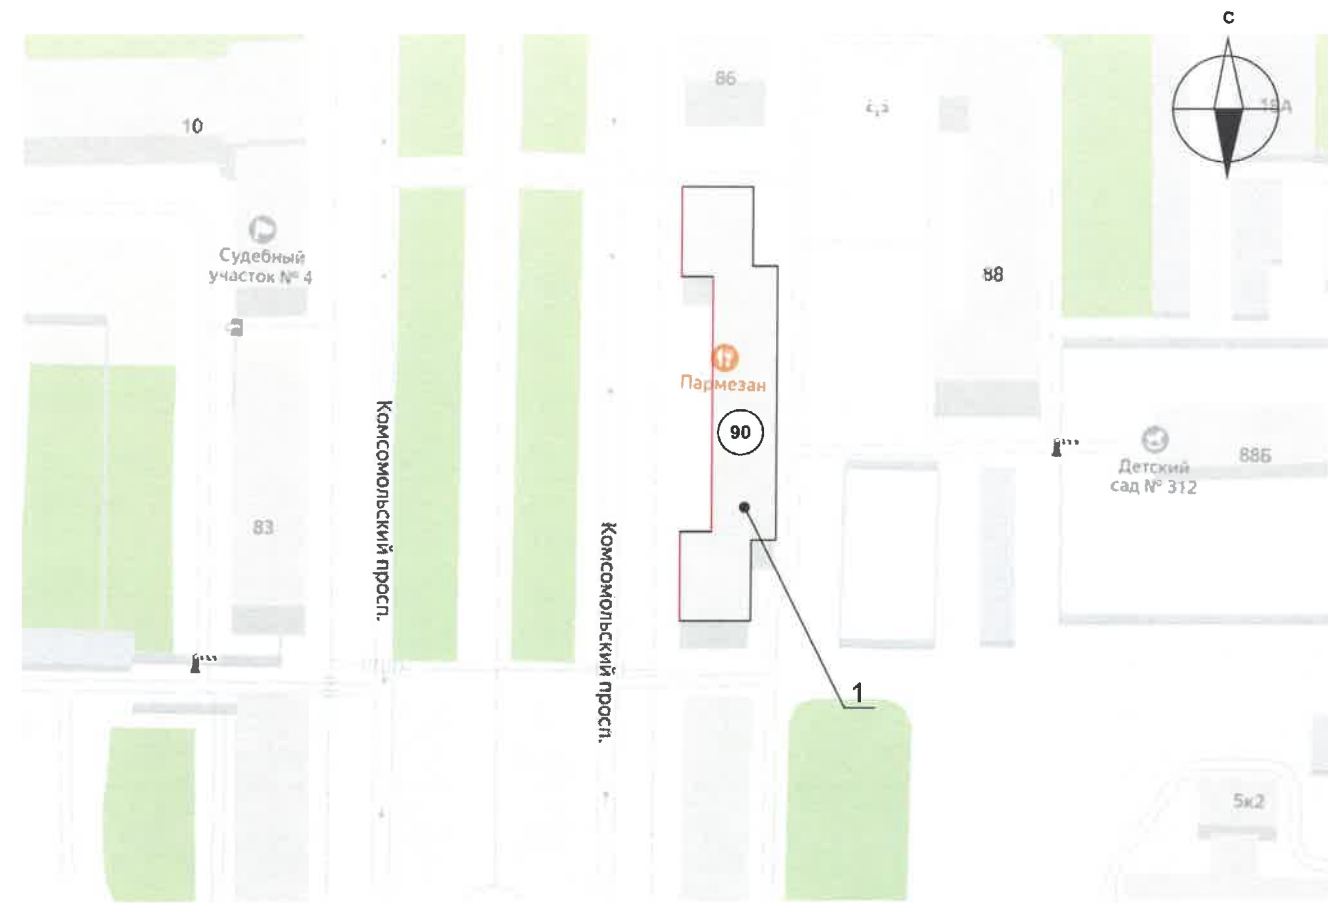 С
86
10
18А
Судебный
участок № 4
88
Пармезан
90
Комсомольский просп.
Детский
сад № 312
88Б
83
Комсомольский просп.
1
5к2